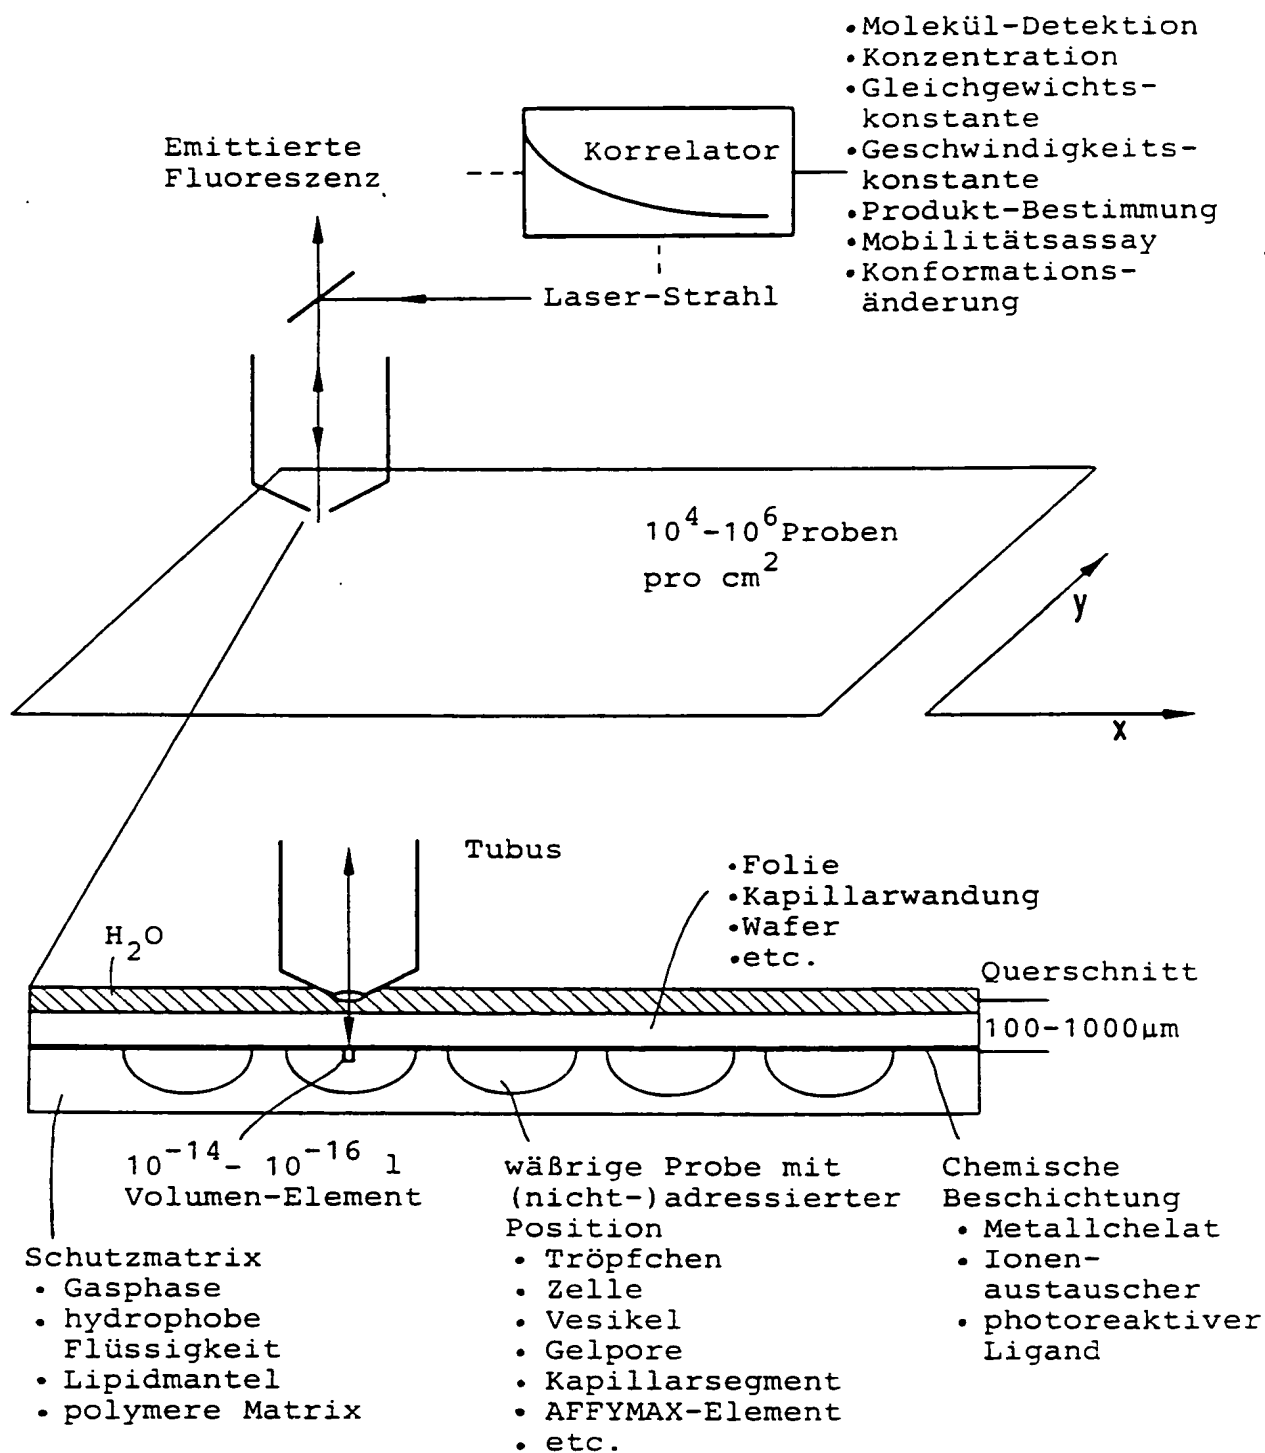 •Molekül-Detektion
•Konzentration
•Gleichgewichts-
konstante
•Geschwindigkeits-
konstante
•Produkt-Bestimmung
•Mobilitätsassay
•Konformations-
änderung
Emittierte
Fluoreszenz
Korrelator
Laser-Strahl
10⁴-10⁶ Proben
pro cm²
y
x
Tubus
•Folie
•Kapillarwandung
•Wafer
•etc.
H₂O
Querschnitt
100-1000µm
10⁻¹⁴- 10⁻¹⁶ l
Volumen-Element
Schutzmatrix
• Gasphase
• hydrophobe
Flüssigkeit
• Lipidmantel
• polymere Matrix
wäßrige Probe mit
(nicht-)adressierter
Position
• Tröpfchen
• Zelle
• Vesikel
• Gelpore
• Kapillarsegment
• AFFYMAX-Element
• etc.
Chemische
Beschichtung
• Metallchelat
• Ionen-
austauscher
• photoreaktiver
Ligand